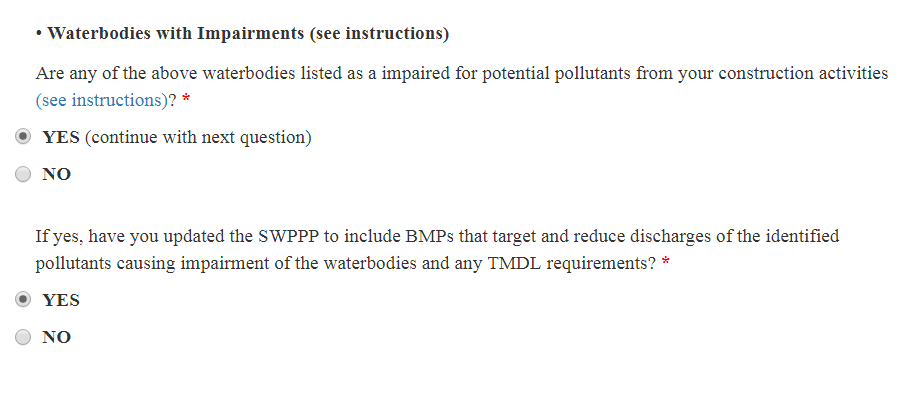 • Waterbodies with Impairments (see instructions)
Are any of the above waterbodies listed as a impaired for potential pollutants from your construction activities
(see instructions)? *
YES (continue with next question)
NO
If yes, have you updated the SWPPP to include BMPs that target and reduce discharges of the identified
pollutants causing impairment of the waterbodies and any TMDL requirements? *
YES
NO